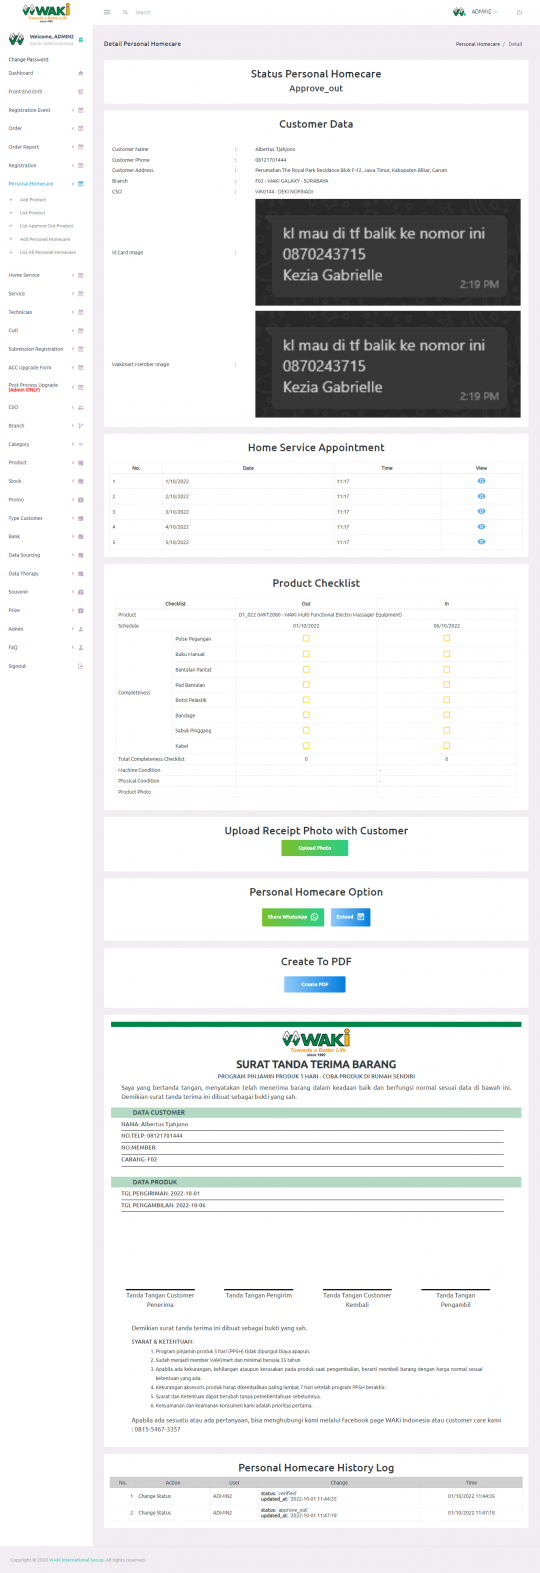 WAKi
Towards a Better Life
since 1995
Search
ADMIN2
Welcome, ADMIN2
Admin WAKi Indonesia
Change Password
Dashboard
Front-End CMS
Registration Event
Order
Order Report
Registration
Personal Homecare
Add Product
List Product
List Approve Out Product
Add Personal Homecare
List All Personal Homecare
Home Service
Service
Technician
Cuti
Submission Registration
ACC Upgrade Form
Post Process Upgrade
(Admin ONLY)
CSO
Branch
Category
Product
Stock
Promo
Type Customer
Bank
Data Sourcing
Data Therapy
Souvenir
Prize
Admin
FAQ
Signout
Detail Personal Homecare
Personal Homecare / Detail
Status Personal Homecare
Approve_out
Customer Data
Customer Name : Albertus Tjahjono
Customer Phone : 08121701444
Customer Address : Perumahan The Royal Park Residence Blok F-12, Jawa Timur, Kabupaten Blitar, Garum
Branch : F02 - WAKI GALAXY - SURABAYA
CSO : WK0144 - DEKI NOFRIADI
Id Card Image :
kl mau di tf balik ke nomor ini
0870243715
Kezia Gabrielle
2:19 PM
Wakimart Member Image :
kl mau di tf balik ke nomor ini
0870243715
Kezia Gabrielle
2:19 PM
Home Service Appointment
No. Date Time View
1 1/10/2022 11:17
2 2/10/2022 11:17
3 3/10/2022 11:17
4 4/10/2022 11:17
5 5/10/2022 11:17
Product Checklist
Checklist Out In
Product D1_022 (WKT2080 - WAKi Multi Functional Electro Massager Equipment)
Schedule 01/10/2022 06/10/2022
Completeness
Pulse Pegangan
Buku Manual
Bantalan Pantat
Pad Bantalan
Botol Pelastik
Bandage
Sabuk Pinggang
Kabel
Total Completeness Checklist 0 0
Machine Condition -
Physical Condition -
Product Photo
Upload Receipt Photo with Customer
Upload Photo
Personal Homecare Option
Share WhatsApp
Extend
Create To PDF
Create PDF
WAKi
Towards a Better Life
since 1995
SURAT TANDA TERIMA BARANG
PROGRAM PINJAMIN PRODUK 5 HARI : COBA PRODUK DI RUMAH SENDIRI
Saya yang bertanda tangan, menyatakan telah menerima barang dalam keadaan baik dan berfungsi normal sesuai data di bawah ini.
Demikian surat tanda terima ini dibuat sebagai bukti yang sah.
DATA CUSTOMER
NAMA: Albertus Tjahjono
NO.TELP: 08121701444
NO.MEMBER:
CABANG: F02
DATA PRODUK
TGL PENGIRIMAN: 2022-10-01
TGL PENGAMBILAN: 2022-10-06
Tanda Tangan Customer
Penerima
Tanda Tangan Pengirim
Tanda Tangan Customer
Kembali
Tanda Tangan
Pengambil
Demikian surat tanda terima ini dibuat sebagai bukti yang sah.
SYARAT & KETENTUAN:
1. Program pinjamin produk 5 hari (PP5H) tidak dipungut biaya apapun.
2. Sudah menjadi member WAKimart dan minimal berusia 35 tahun
3. Apabila ada kekurangan, kehilangan ataupun kerusakan pada produk saat pengembalian, berarti membeli barang dengan harga normal sesuai
ketentuan yang ada.
4. Kekurangan aksesoris produk harap dikembalikan paling lambat 7 hari setelah program PP5H berakhir.
5. Syarat dan Ketentuan dapat berubah tanpa pemberitahuan sebelumnya.
6. Kenyamanan dan keamanan konsumen kami adalah prioritas pertama.
Apabila ada sesuatu atau ada pertanyaan, bisa menghubungi kami melalui facebook page WAKi Indonesia atau customer care kami
: 0815-5467-3357
Personal Homecare History Log
No. Action User Change Time
1 Change Status ADMIN2 status: 'verified' 01/10/2022 11:44:35
updated_at: '2022-10-01 11:44:35'
2 Change Status ADMIN2 status: 'approve_out' 01/10/2022 11:47:18
updated_at: '2022-10-01 11:47:18'
Copyright © 2020 WAKi International Group. All rights reserved.